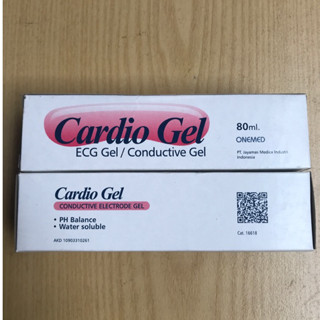 Cardio Gel
ECG Gel / Conductive Gel
80ml.
ONEMED
PT. Jayamas Medica Industri
Indonesia
Cardio Gel
CONDUCTIVE ELECTRODE GEL
• PH Balance
• Water soluble
AKD 10903310261
Cat. 16618